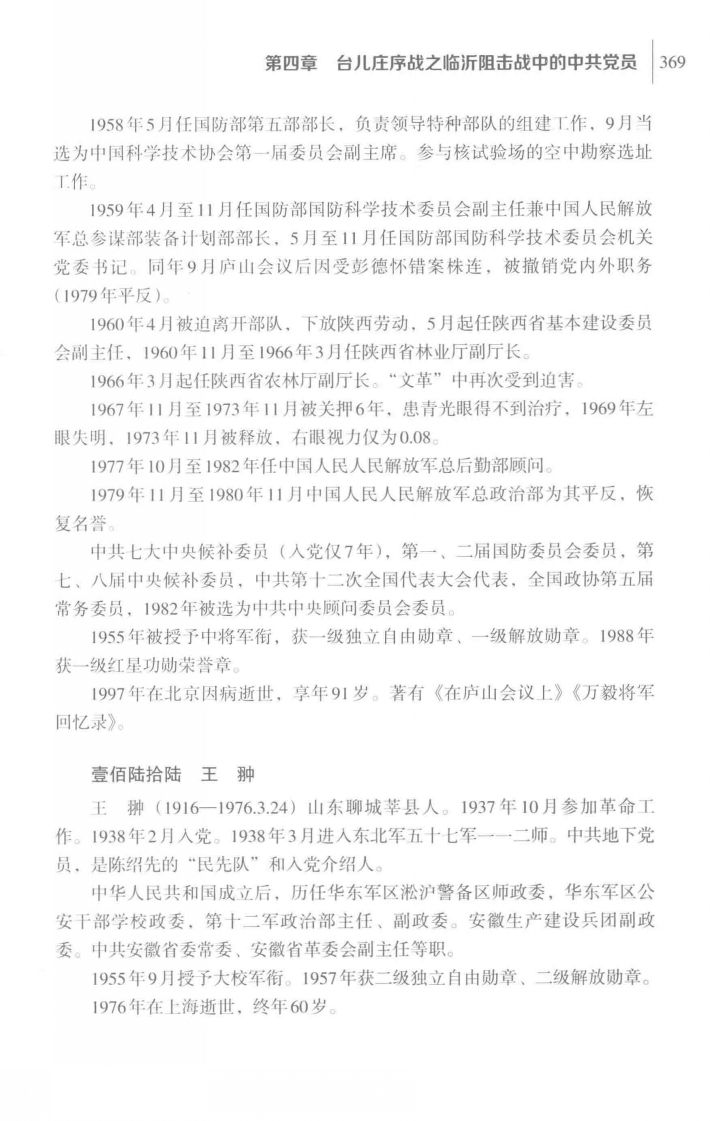 第四章 台儿庄序战之临沂阻击战中的中共党员 369
1958年5月任国防部第五部部长，负责领导特种部队的组建工作，9月当
选为中国科学技术协会第一届委员会副主席。参与核试验场的空中勘察选址
工作。
1959年4月至11月任国防部国防科学技术委员会副主任兼中国人民解放
军总参谋部装备计划部部长，5月至11月任国防部国防科学技术委员会机关
党委书记。同年9月庐山会议后因受彭德怀错案株连，被撤销党内外职务
（1979年平反）。
1960年4月被迫离开部队，下放陕西劳动，5月起任陕西省基本建设委员
会副主任，1960年11月至1966年3月任陕西省林业厅副厅长。
1966年3月起任陕西省农林厅副厅长。“文革”中再次受到迫害。
1967年11月至1973年11月被关押6年，患青光眼得不到治疗，1969年左
眼失明，1973年11月被释放，右眼视力仅为0.08。
1977年10月至1982年任中国人民人民解放军总后勤部顾问。
1979年11月至1980年11月中国人民人民解放军总政治部为其平反，恢
复名誉。
中共七大中央候补委员（入党仅7年），第一、二届国防委员会委员，第
七、八届中央候补委员，中共第十二次全国代表大会代表，全国政协第五届
常务委员，1982年被选为中共中央顾问委员会委员。
1955年被授予中将军衔，获一级独立自由勋章、一级解放勋章。1988年
获一级红星功勋荣誉章。
1997年在北京因病逝世，享年91岁。著有《在庐山会议上》《万毅将军
回忆录》。
壹佰陆拾陆 王 翀
王 翀（1916—1976.3.24）山东聊城莘县人。1937年10月参加革命工
作。1938年2月入党。1938年3月进入东北军五十七军一一二师。中共地下党
员，是陈绍先的“民先队”和入党介绍人。
中华人民共和国成立后，历任华东军区淞沪警备区师政委，华东军区公
安干部学校政委，第十二军政治部主任、副政委。安徽生产建设兵团副政
委。中共安徽省委常委、安徽省革委会副主任等职。
1955年9月授予大校军衔。1957年获二级独立自由勋章、二级解放勋章。
1976年在上海逝世，终年60岁。